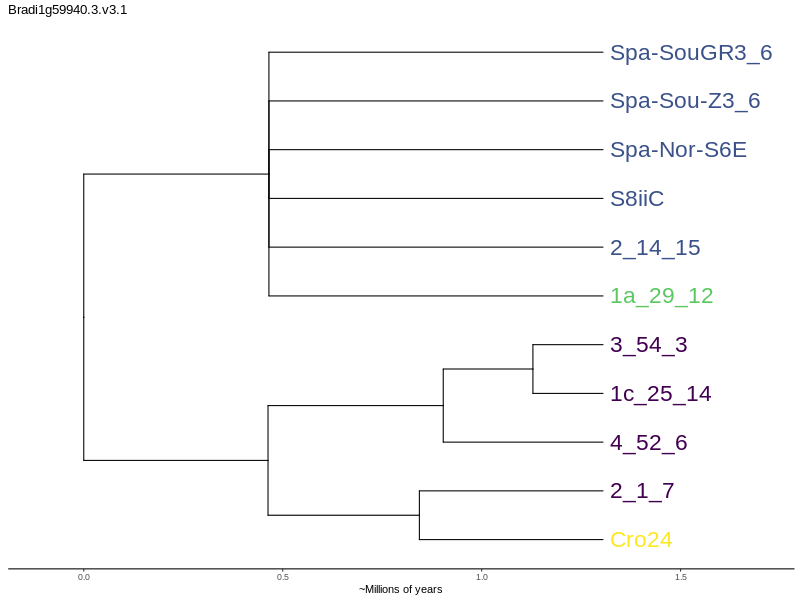 Bradi1g59940.3.v3.1
Spa-SouGR3_6
Spa-Sou-Z3_6
Spa-Nor-S6E
S8iiC
2_14_15
1a_29_12
3_54_3
1c_25_14
4_52_6
2_1_7
Cro24
0.0 0.5 1.0 1.5
~Millions of years